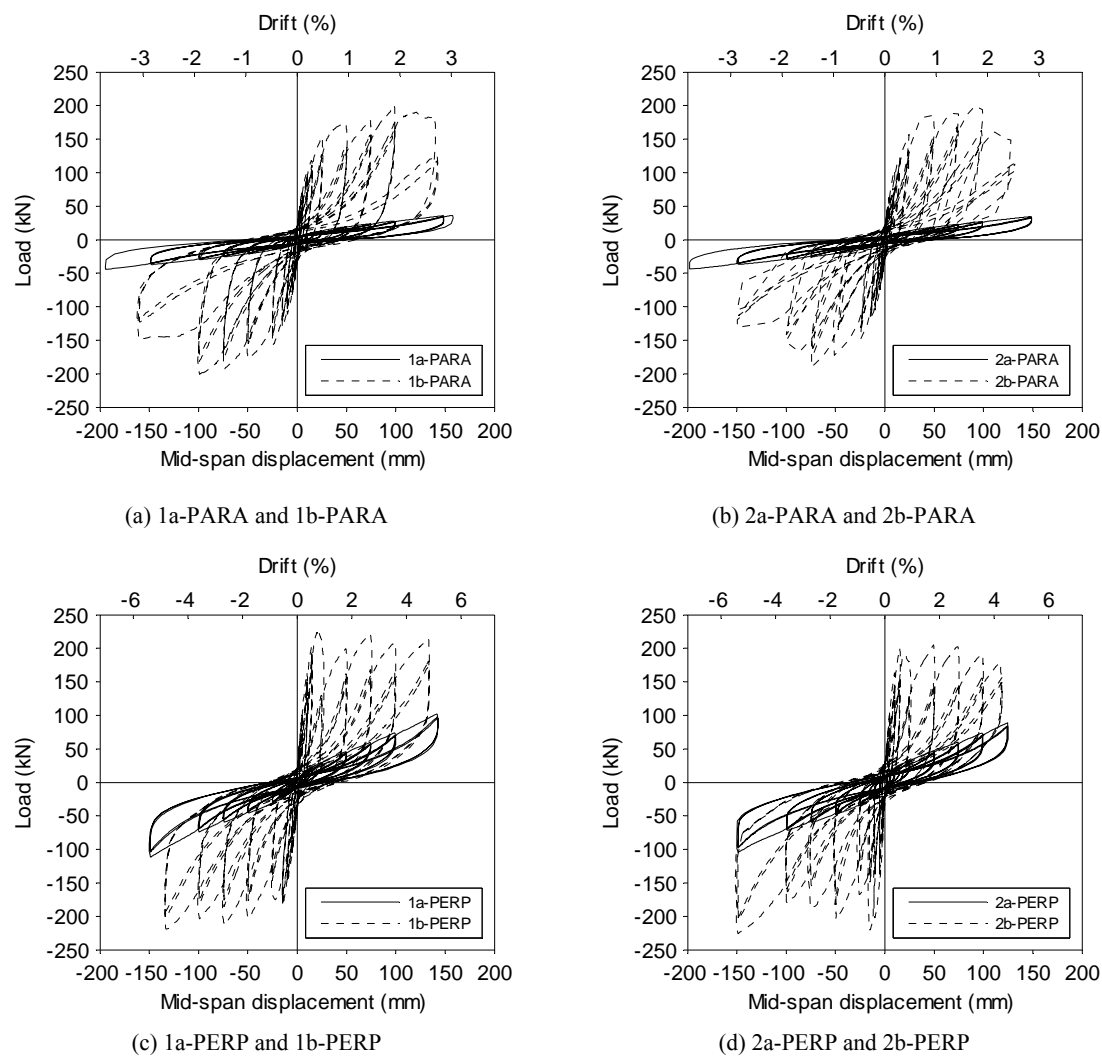 Drift (%)
-3 -2 -1 0 1 2 3
250
200
150
100
50
0
-50
-100
-150
-200
-250
Load (kN)
1a-PARA
1b-PARA
-200 -150 -100 -50 0 50 100 150 200
Mid-span displacement (mm)
(a) 1a-PARA and 1b-PARA
Drift (%)
-3 -2 -1 0 1 2 3
250
200
150
100
50
0
-50
-100
-150
-200
-250
Load (kN)
2a-PARA
2b-PARA
-200 -150 -100 -50 0 50 100 150 200
Mid-span displacement (mm)
(b) 2a-PARA and 2b-PARA
Drift (%)
-6 -4 -2 0 2 4 6
250
200
150
100
50
0
-50
-100
-150
-200
-250
Load (kN)
1a-PERP
1b-PERP
-200 -150 -100 -50 0 50 100 150 200
Mid-span displacement (mm)
(c) 1a-PERP and 1b-PERP
Drift (%)
-6 -4 -2 0 2 4 6
250
200
150
100
50
0
-50
-100
-150
-200
-250
Load (kN)
2a-PERP
2b-PERP
-200 -150 -100 -50 0 50 100 150 200
Mid-span displacement (mm)
(d) 2a-PERP and 2b-PERP